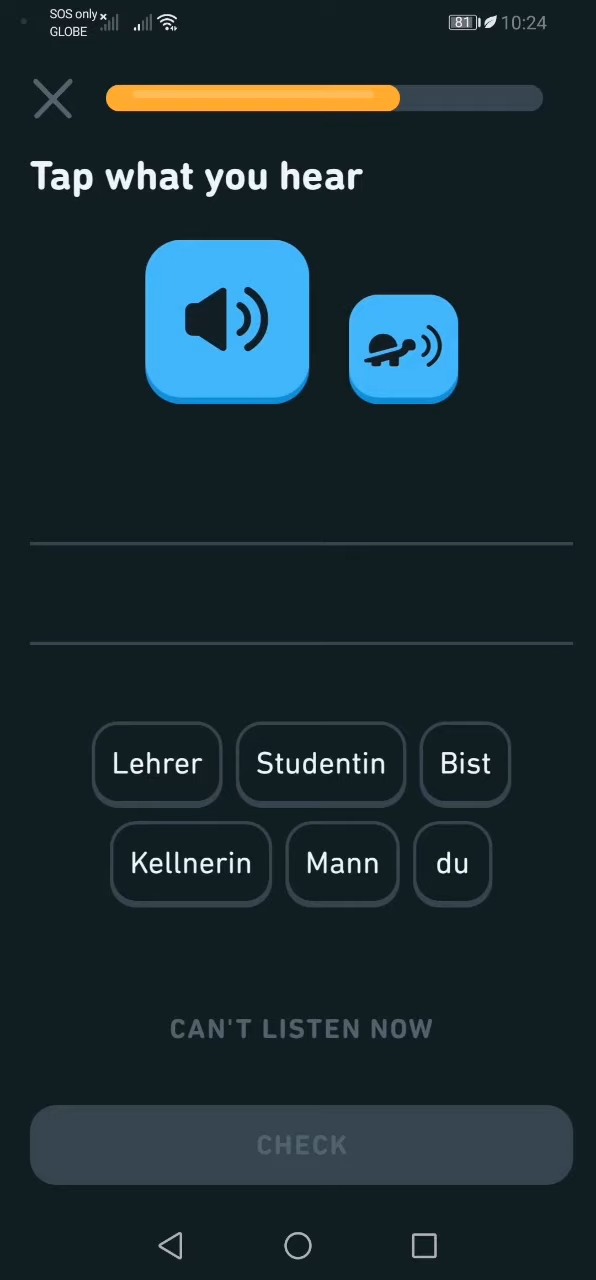 SOS only
GLOBE
81 10:24
Tap what you hear
Lehrer Studentin Bist
Kellnerin Mann du
CAN'T LISTEN NOW
CHECK